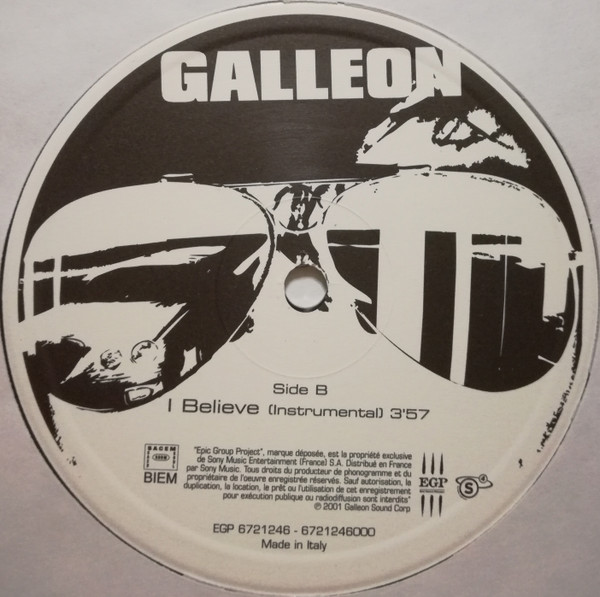 GALLEON
Side B
I Believe (Instrumental) 3'57
SACEM
BIEM
"Epic Group Project", marque déposée, est la propriété exclusive
de Sony Music Entertainment (France) S.A. Distribué en France
par Sony Music. Tous droits du producteur de phonogramme et du
propriétaire de l'œuvre enregistrée réservés. Sauf autorisation, la
duplication, la location, le prêt ou l'utilisation de cet enregistrement
pour exécution publique ou radiodiffusion sont interdits"
℗ 2001 Galleon Sound Corp
EGP
S4
EGP 6721246 - 6721246000
Made in Italy